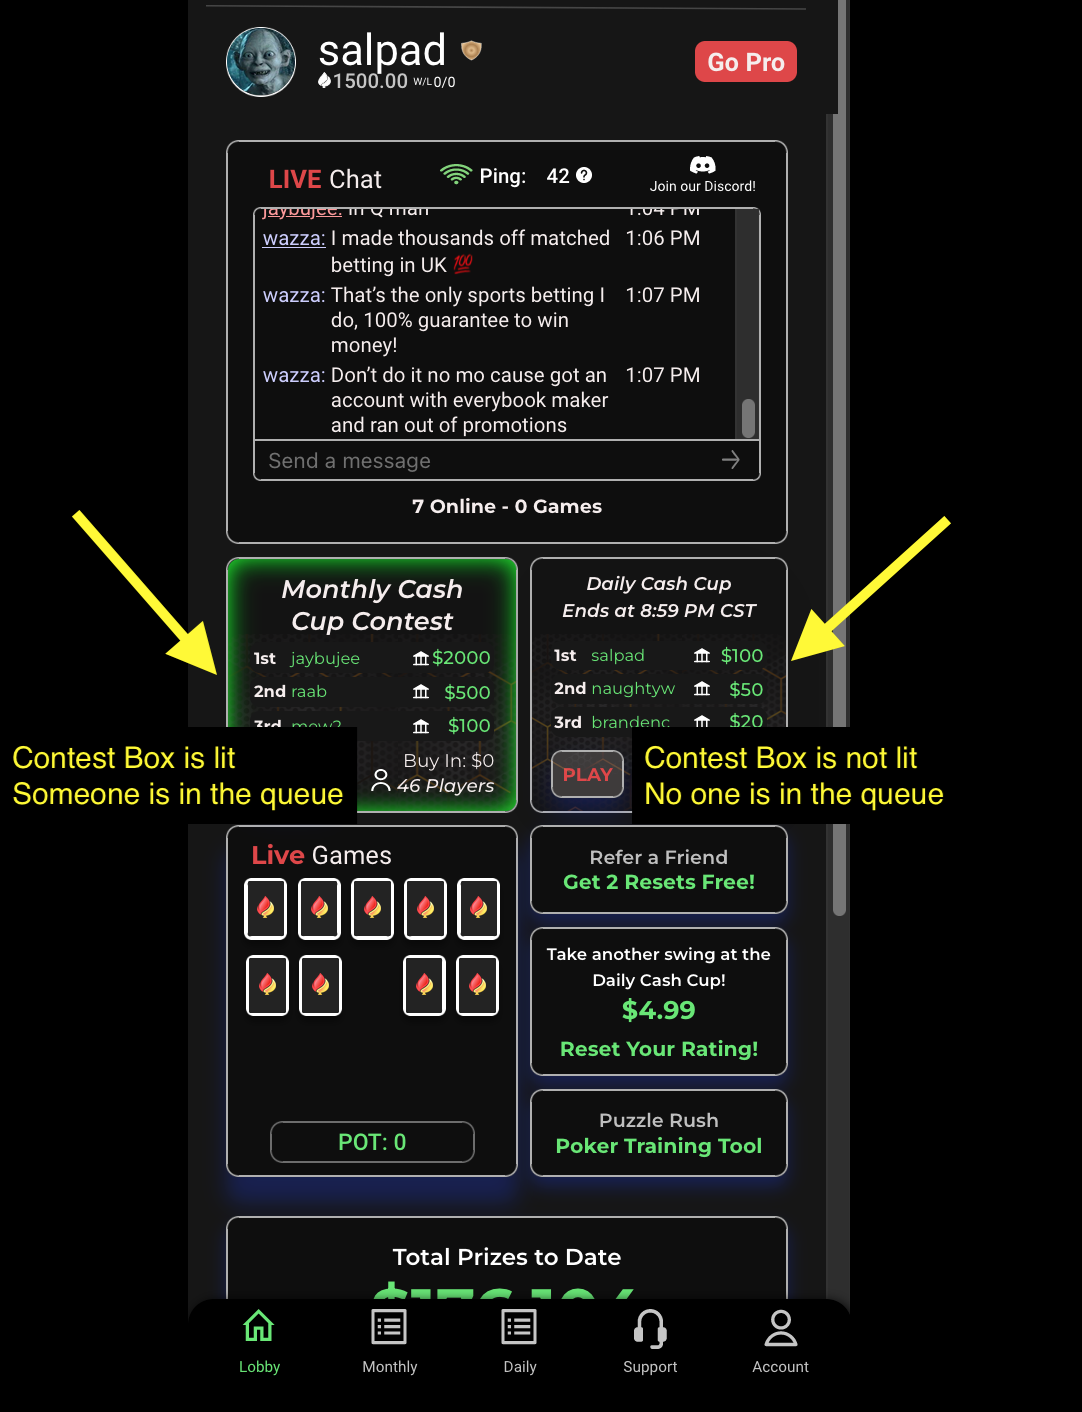 salpad
1500.00 W/L 0/0
Go Pro
LIVE Chat
Ping: 42
Join our Discord!
jaybujee: In Q man 1:04 PM
wazza: I made thousands off matched 1:06 PM
betting in UK 💯
wazza: That’s the only sports betting I 1:07 PM
do, 100% guarantee to win
money!
wazza: Don’t do it no mo cause got an 1:07 PM
account with everybook maker
and ran out of promotions
Send a message
7 Online - 0 Games
Monthly Cash
Cup Contest
1st jaybujee $2000
2nd raab $500
3rd mew2 $100
Buy In: $0
46 Players
Daily Cash Cup
Ends at 8:59 PM CST
1st salpad $100
2nd naughtyw $50
3rd brandenc $20
PLAY
Contest Box is lit
Someone is in the queue
Contest Box is not lit
No one is in the queue
Live Games
POT: 0
Refer a Friend
Get 2 Resets Free!
Take another swing at the
Daily Cash Cup!
$4.99
Reset Your Rating!
Puzzle Rush
Poker Training Tool
Total Prizes to Date
Lobby
Monthly
Daily
Support
Account